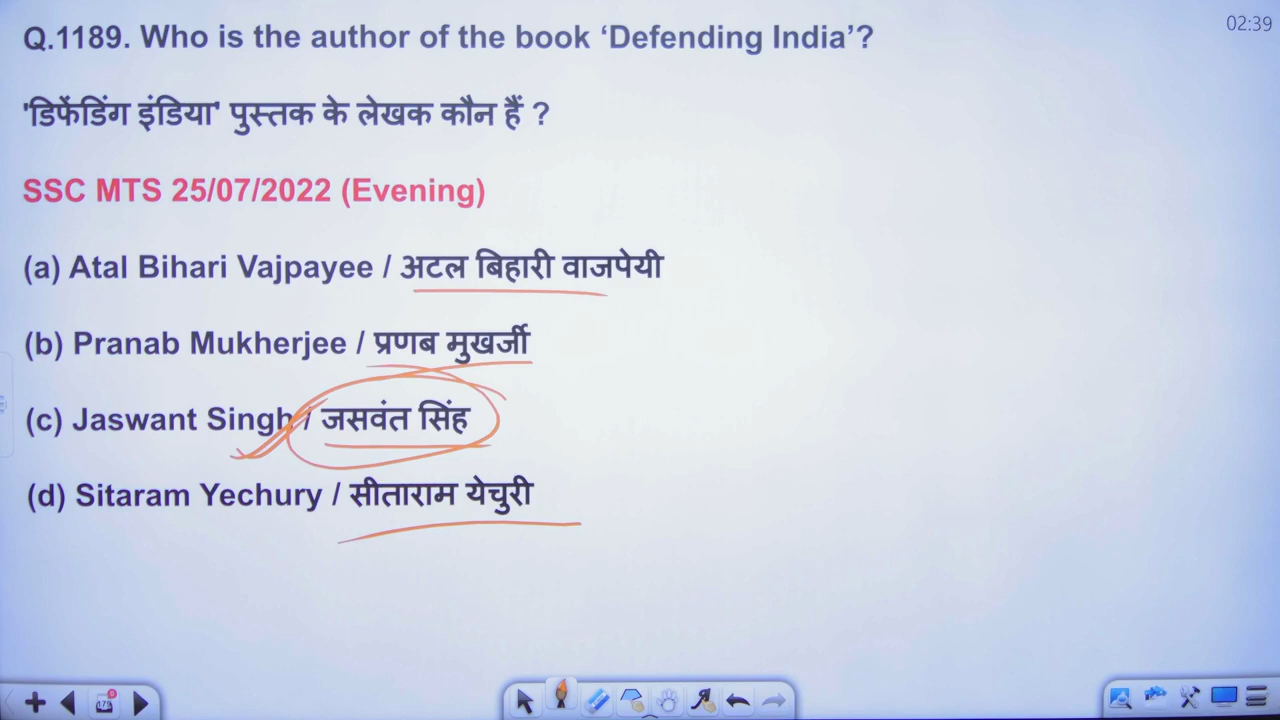 02:39
Q.1189. Who is the author of the book ‘Defending India’?
'डिफेंडिंग इंडिया' पुस्तक के लेखक कौन हैं ?
SSC MTS 25/07/2022 (Evening)
(a) Atal Bihari Vajpayee / अटल बिहारी वाजपेयी
(b) Pranab Mukherjee / प्रणब मुखर्जी
(c) Jaswant Singh / जसवंत सिंह
(d) Sitaram Yechury / सीताराम येचुरी